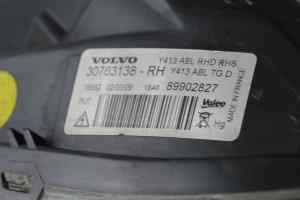 VOLVO Y413 ABL RHD RHS
30763138 - RH Y413 ABL TG D
89902827
Valeo
MADE IN FRANCE